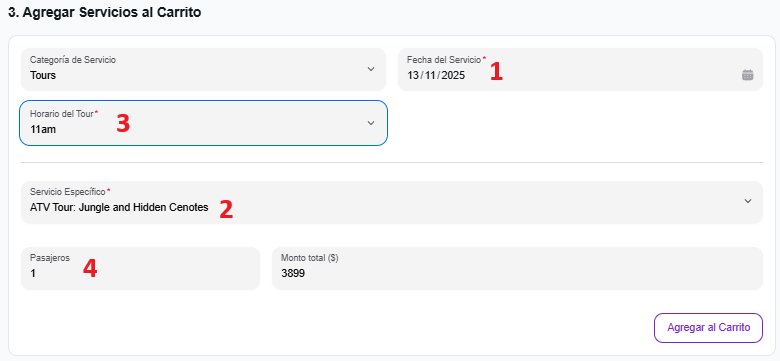 3. Agregar Servicios al Carrito
Categoría de Servicio
Tours
Fecha del Servicio*
13/11/2025
1
Horario del Tour*
11am
3
Servicio Específico*
ATV Tour: Jungle and Hidden Cenotes
2
Pasajeros
1
4
Monto total ($)
3899
Agregar al Carrito